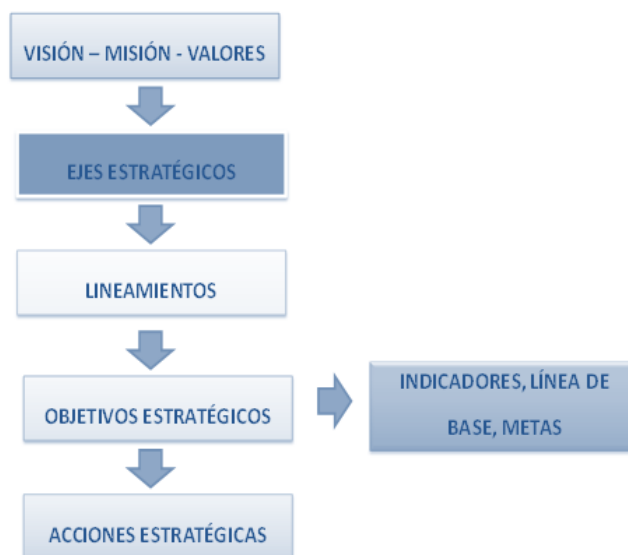 VISIÓN – MISIÓN - VALORES
EJES ESTRATÉGICOS
LINEAMIENTOS
OBJETIVOS ESTRATÉGICOS
INDICADORES, LÍNEA DE
BASE, METAS
ACCIONES ESTRATÉGICAS